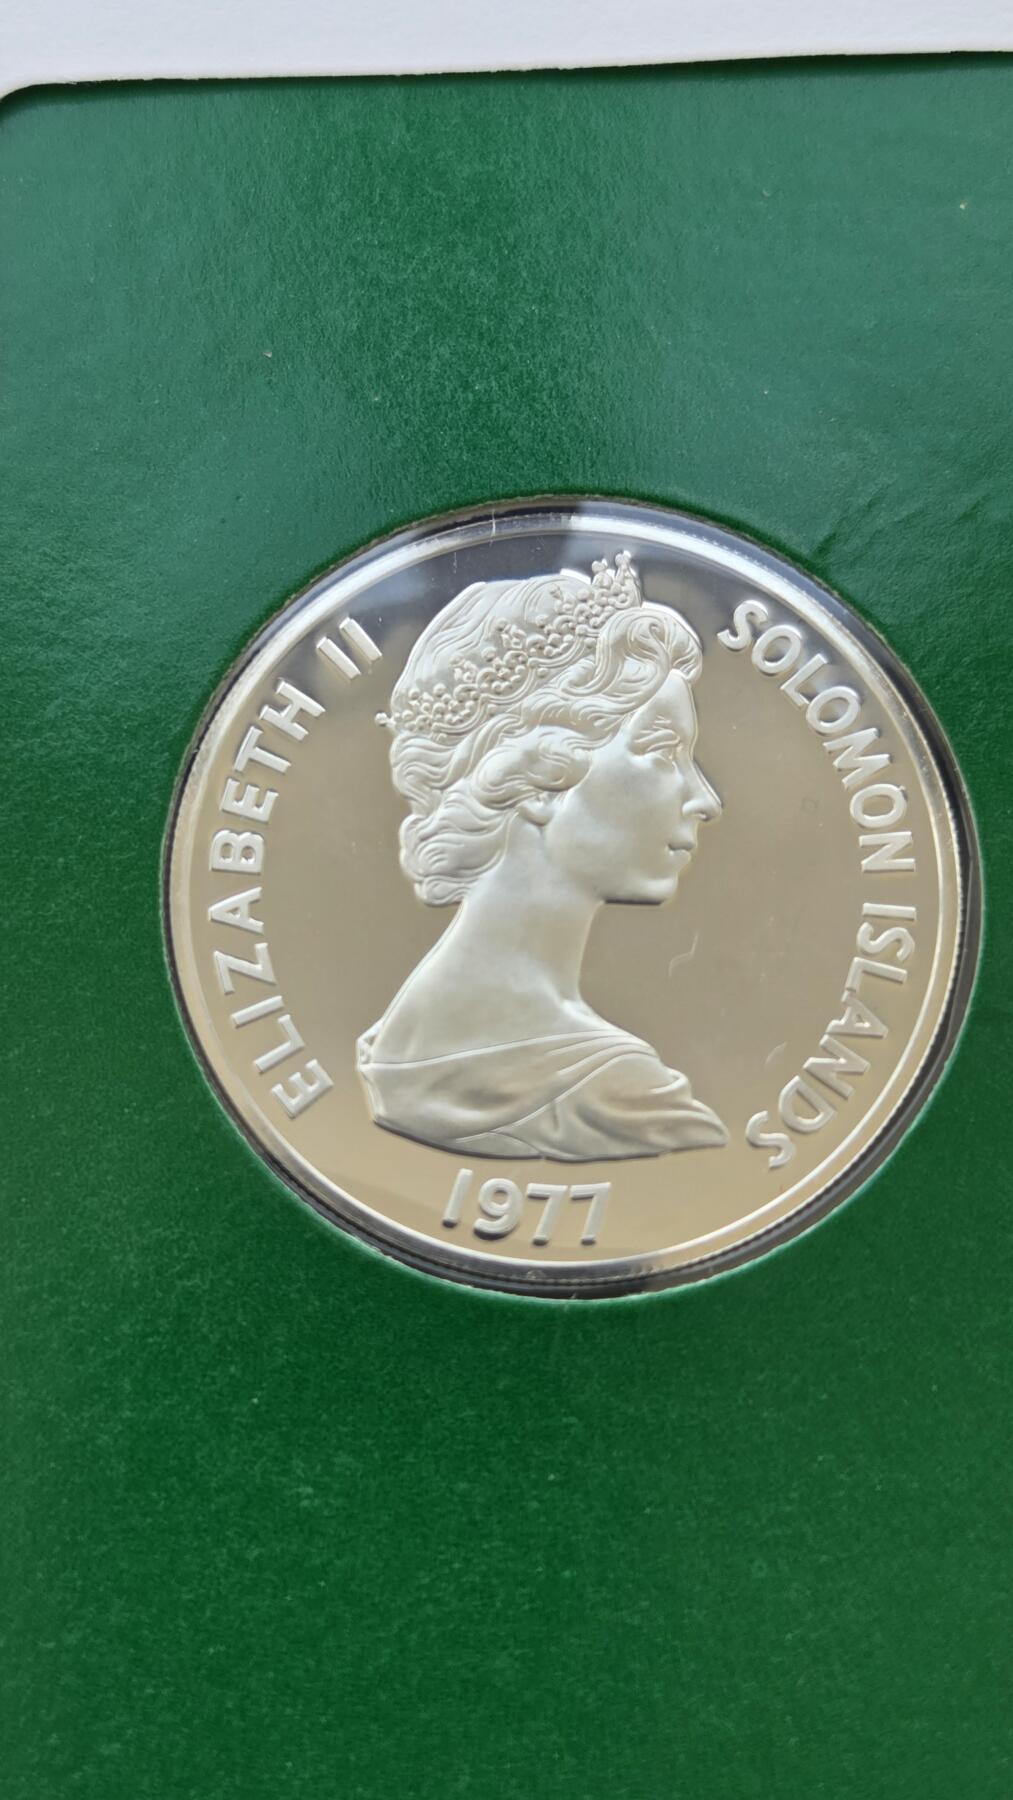 ELIZABETH II
SOLOMON ISLANDS
1977